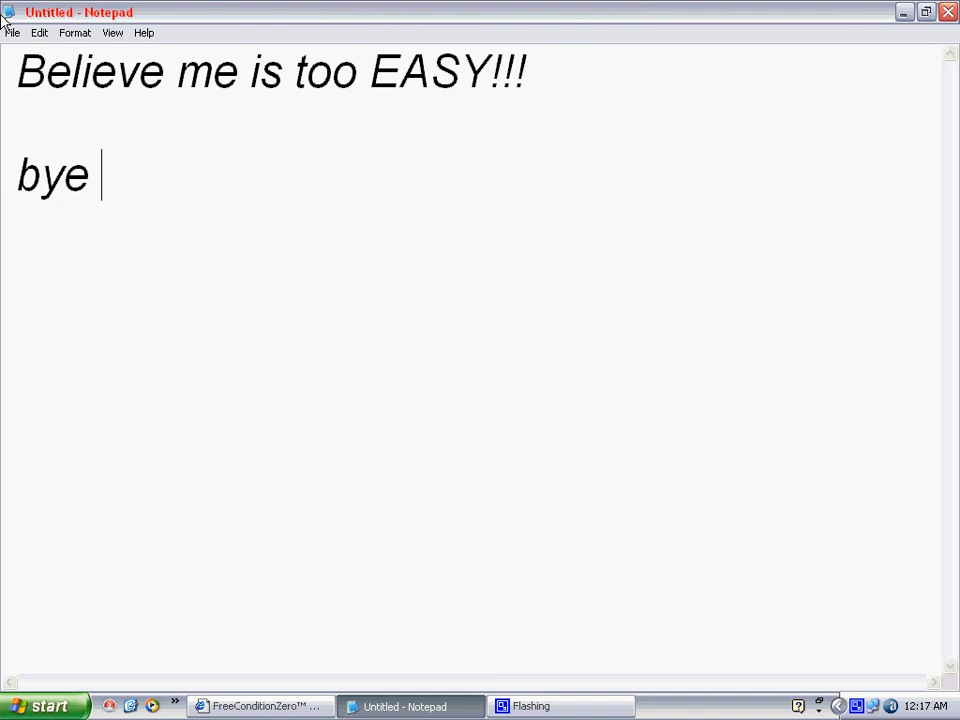 Untitled - Notepad
File Edit Format View Help
Believe me is too EASY!!!
bye
start » FreeConditionZero™ ... Untitled - Notepad Flashing 12:17 AM